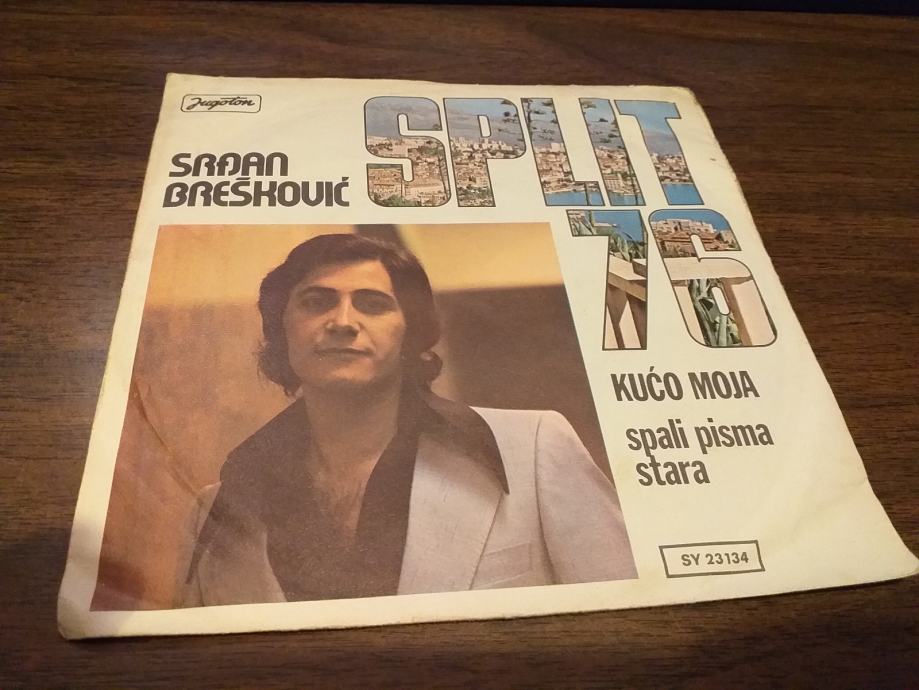 Jugoton
SRĐAN
BREŠKOVIĆ
SPLIT
76
KUĆO MOJA
spali pisma
stara
SY 23134